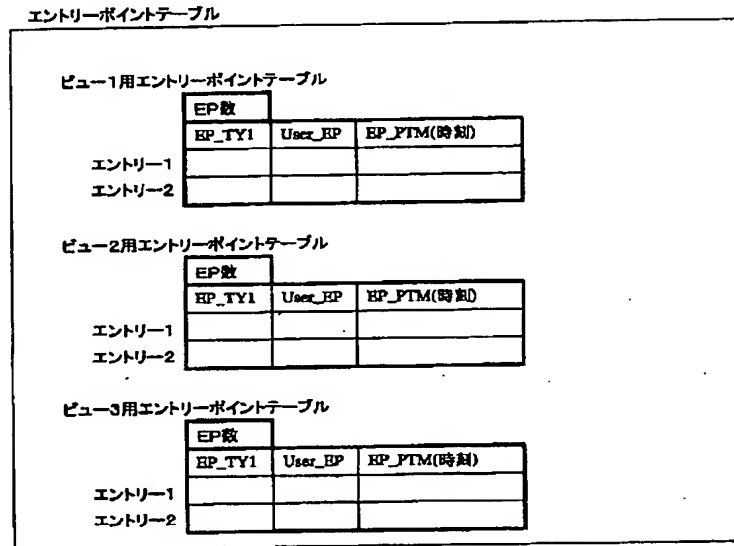 エントリーポイントテーブル
ビュー1用エントリーポイントテーブル
EP数
EP_TY1 User_EP EP_PTM(時刻)
エントリー1
エントリー2
ビュー2用エントリーポイントテーブル
EP数
EP_TY1 User_EP EP_PTM(時刻)
エントリー1
エントリー2
ビュー3用エントリーポイントテーブル
EP数
EP_TY1 User_EP EP_PTM(時刻)
エントリー1
エントリー2